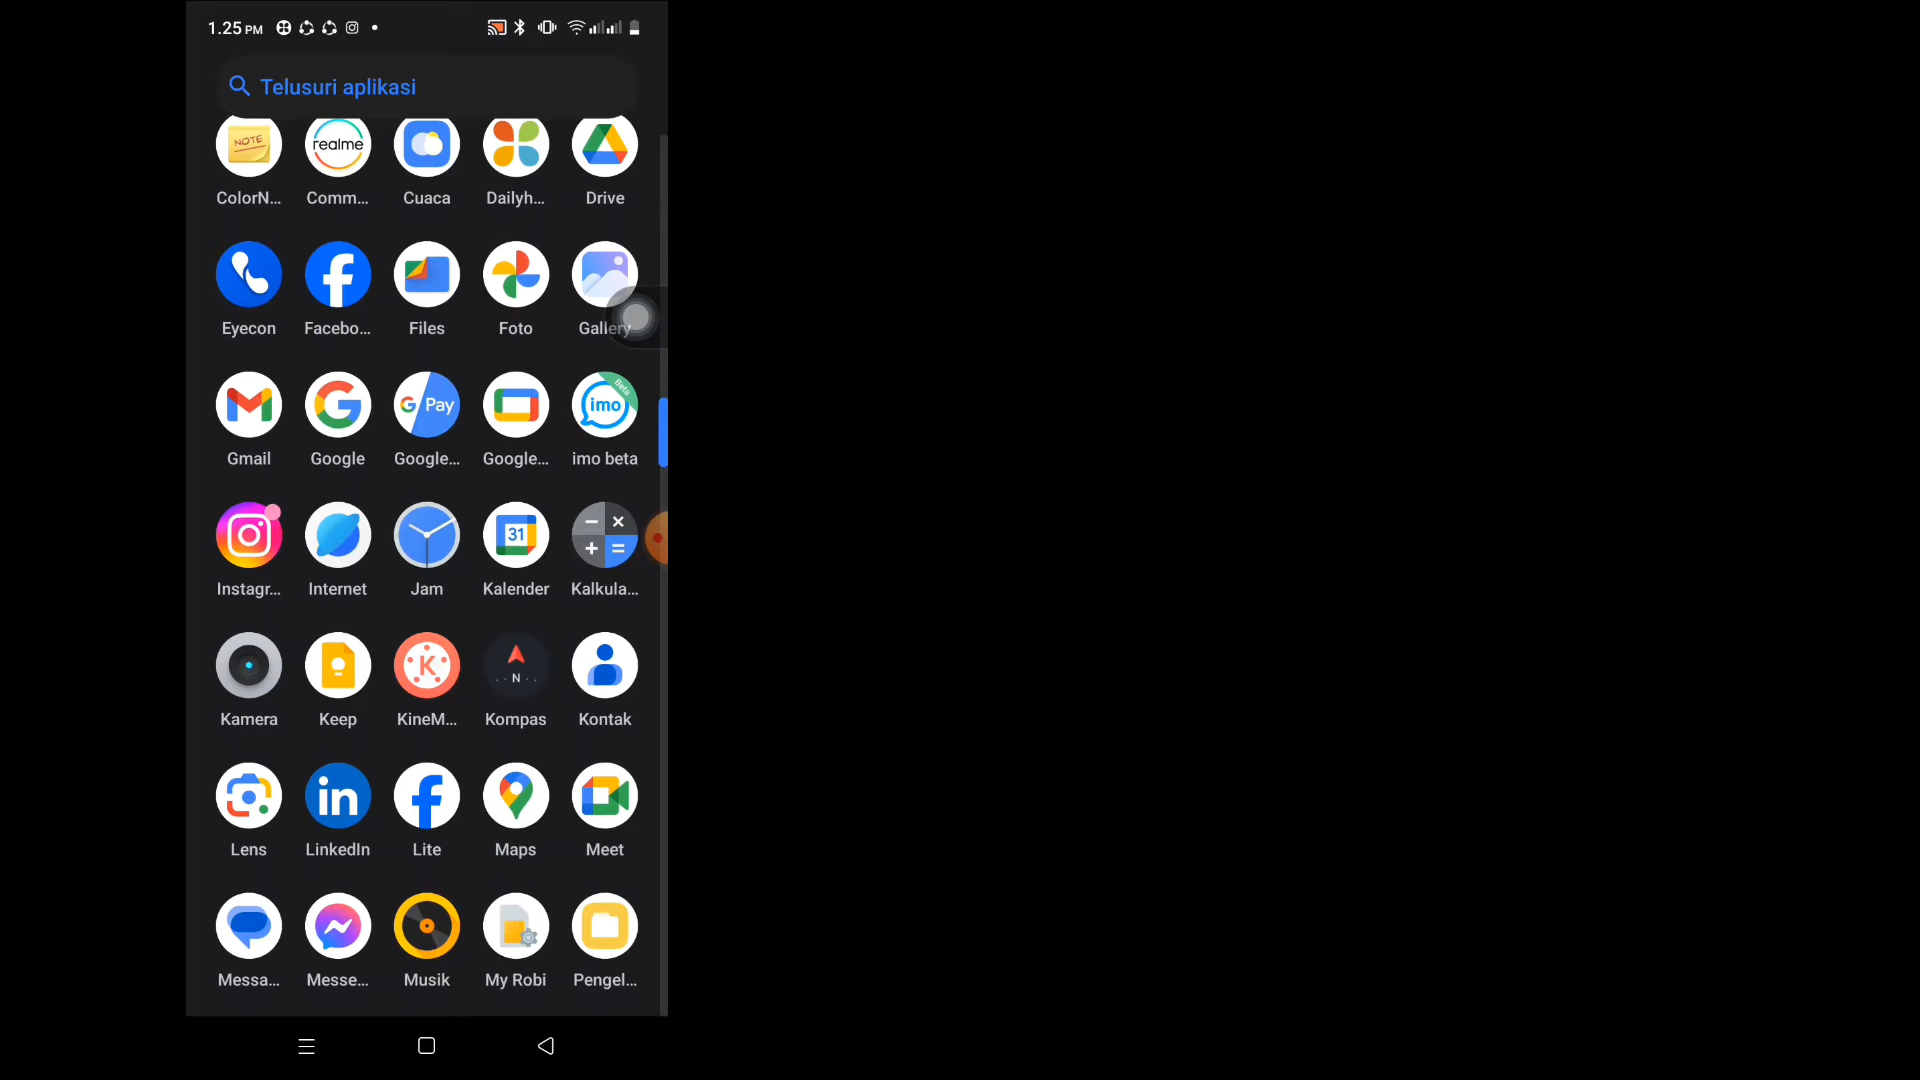 1.25 PM
Telusuri aplikasi
NOTE
realme
ColorN... Comm... Cuaca Dailyh... Drive
Eyecon Facebo... Files Foto Gallery
G Pay
imo
Beta
Gmail Google Google... Google... imo beta
31
Instagr... Internet Jam Kalender Kalkula...
K
N
Kamera Keep KineM... Kompas Kontak
in
Lens LinkedIn Lite Maps Meet
Messa... Messe... Musik My Robi Pengel...